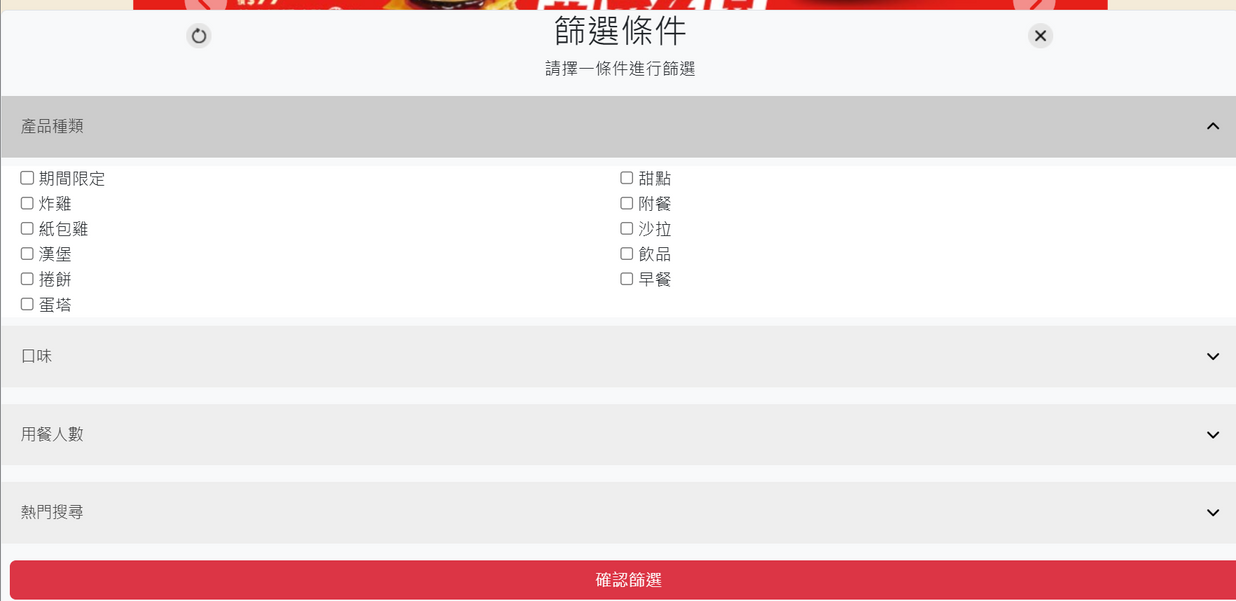 篩選條件
請擇一條件進行篩選
產品種類
期間限定
炸雞
紙包雞
漢堡
捲餅
蛋塔
甜點
附餐
沙拉
飲品
早餐
口味
用餐人數
熱門搜尋
確認篩選